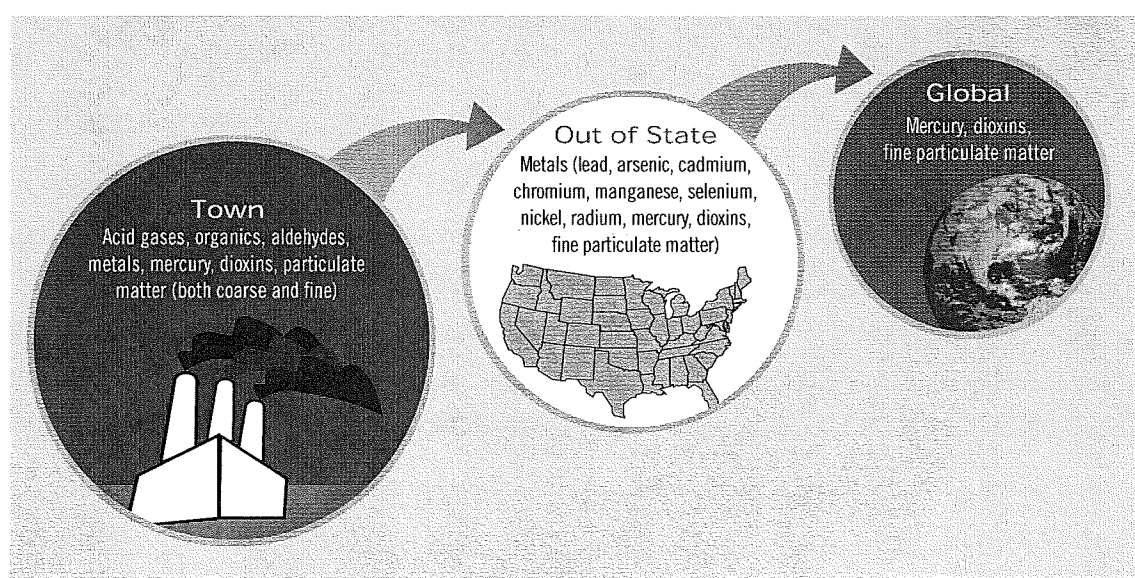 Town
Acid gases, organics, aldehydes,
metals, mercury, dioxins, particulate
matter (both coarse and fine)
Out of State
Metals (lead, arsenic, cadmium,
chromium, manganese, selenium,
nickel, radium, mercury, dioxins,
fine particulate matter)
Global
Mercury, dioxins,
fine particulate matter